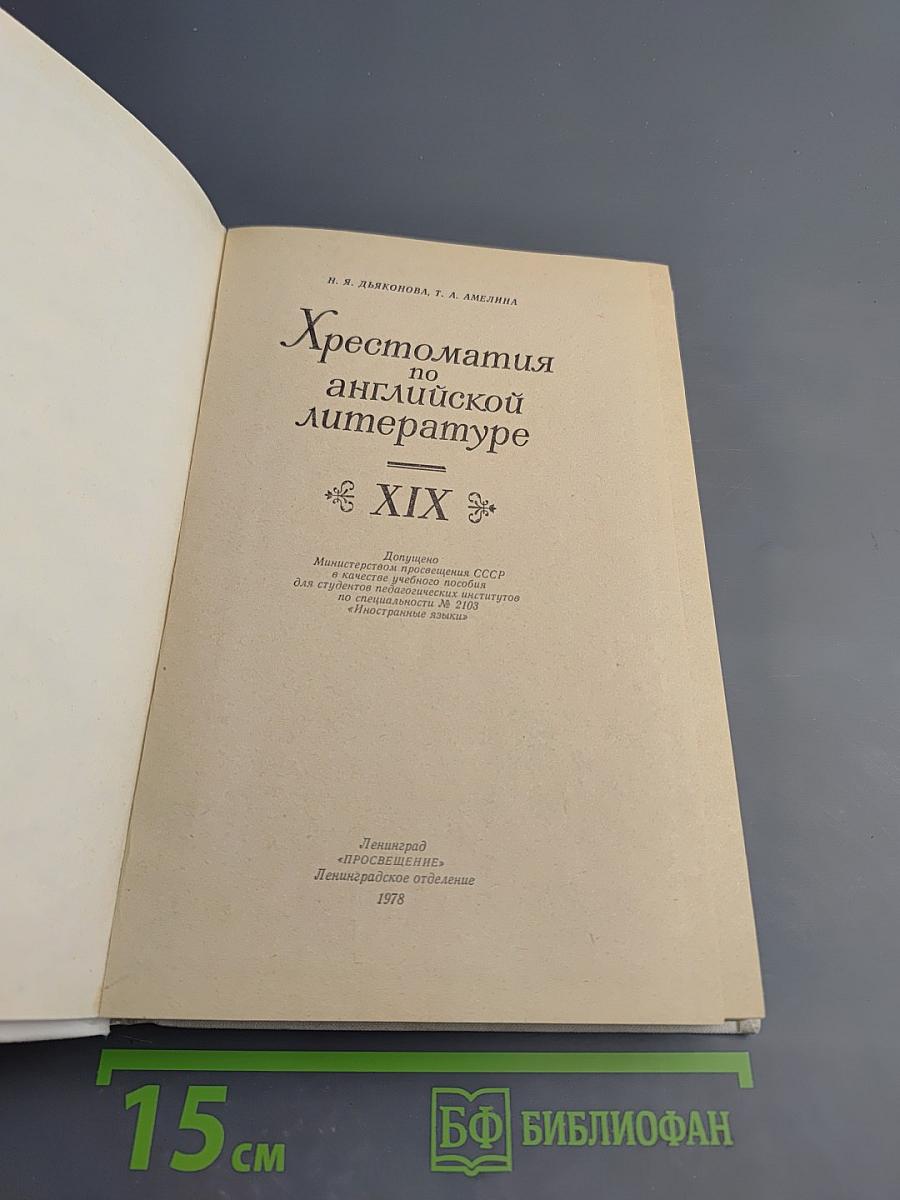 Н. Я. ДЬЯКОНОВА, Т. А. АМЕЛИНА
Хрестоматия
по
английской
литературе
XIX
Допущено
Министерством просвещения СССР
в качестве учебного пособия
для студентов педагогических институтов
по специальности № 2103
«Иностранные языки»
Ленинград
«ПРОСВЕЩЕНИЕ»
Ленинградское отделение
1978
15 см
БФ БИБЛИОФАН